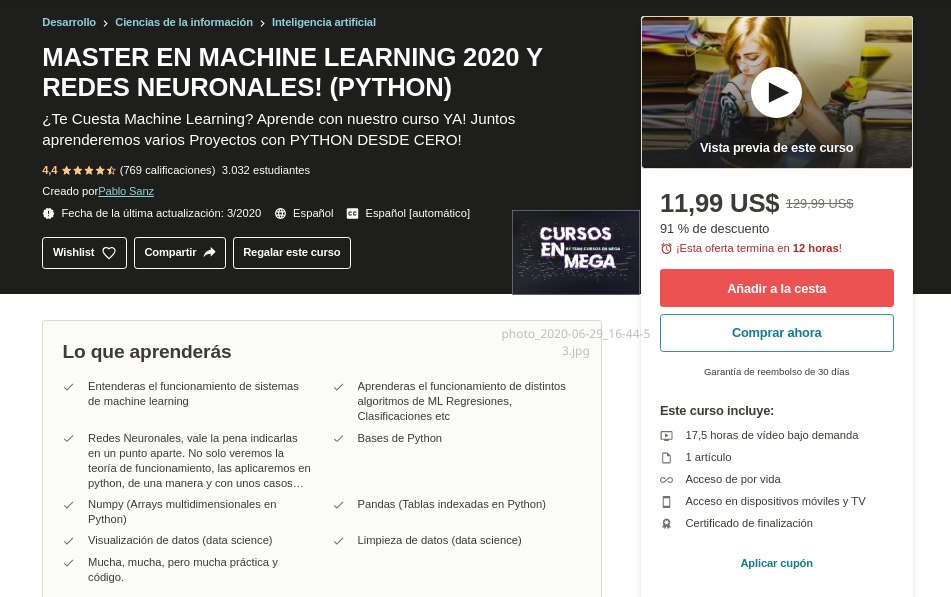 Desarrollo > Ciencias de la información > Inteligencia artificial
MASTER EN MACHINE LEARNING 2020 Y
REDES NEURONALES! (PYTHON)
¿Te Cuesta Machine Learning? Aprende con nuestro curso YA! Juntos
aprenderemos varios Proyectos con PYTHON DESDE CERO!
4,4 (769 calificaciones) 3.032 estudiantes
Creado por Pablo Sanz
Fecha de la última actualización: 3/2020 Español Español [automático]
Wishlist Compartir Regalar este curso
CURSOS
EN
BY TEAM CURSOS EN MEGA
MEGA
photo_2020-06-29_16-44-5
3.jpg
Vista previa de este curso
11,99 US$ 129,99 US$
91 % de descuento
¡Esta oferta termina en 12 horas!
Añadir a la cesta
Comprar ahora
Garantía de reembolso de 30 días
Este curso incluye:
17,5 horas de vídeo bajo demanda
1 artículo
Acceso de por vida
Acceso en dispositivos móviles y TV
Certificado de finalización
Aplicar cupón
Lo que aprenderás
Entenderas el funcionamiento de sistemas
de machine learning
Aprenderas el funcionamiento de distintos
algoritmos de ML Regresiones,
Clasificaciones etc
Redes Neuronales, vale la pena indicarlas
en un punto aparte. No solo veremos la
teoría de funcionamiento, las aplicaremos en
python, de una manera y con unos casos…
Bases de Python
Numpy (Arrays multidimensionales en
Python)
Pandas (Tablas indexadas en Python)
Visualización de datos (data science)
Limpieza de datos (data science)
Mucha, mucha, pero mucha práctica y
código.